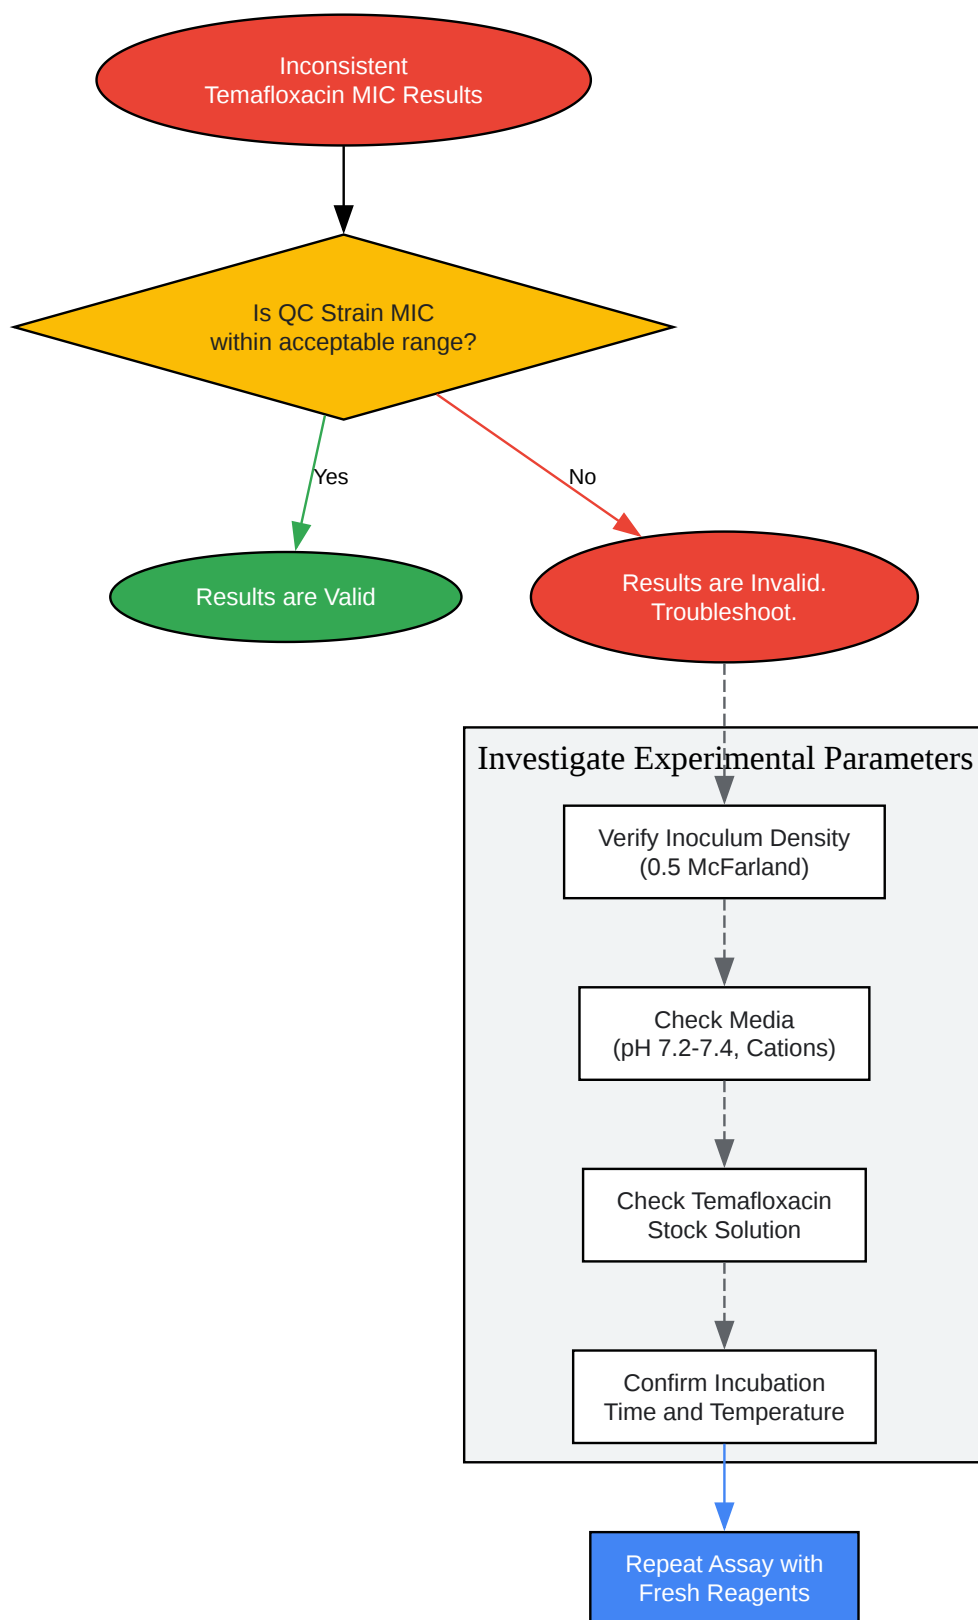 Inconsistent
Temafloxacin MIC Results
Is QC Strain MIC
within acceptable range?
Yes
No
Results are Valid
Results are Invalid.
Troubleshoot.
Investigate Experimental Parameters
Verify Inoculum Density
(0.5 McFarland)
Check Media
(pH 7.2-7.4, Cations)
Check Temafloxacin
Stock Solution
Confirm Incubation
Time and Temperature
Repeat Assay with
Fresh Reagents